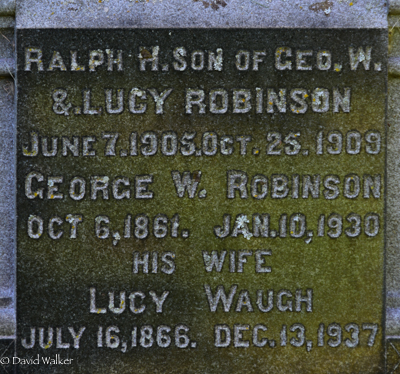 RALPH H. SON OF GEO. W.
& LUCY ROBINSON
JUNE 7. 1905. OCT. 25. 1909
GEORGE W. ROBINSON
OCT 6, 1861. JAN. 10, 1930
HIS WIFE
LUCY WAUGH
JULY 16, 1866. DEC. 13, 1937
© David Walker